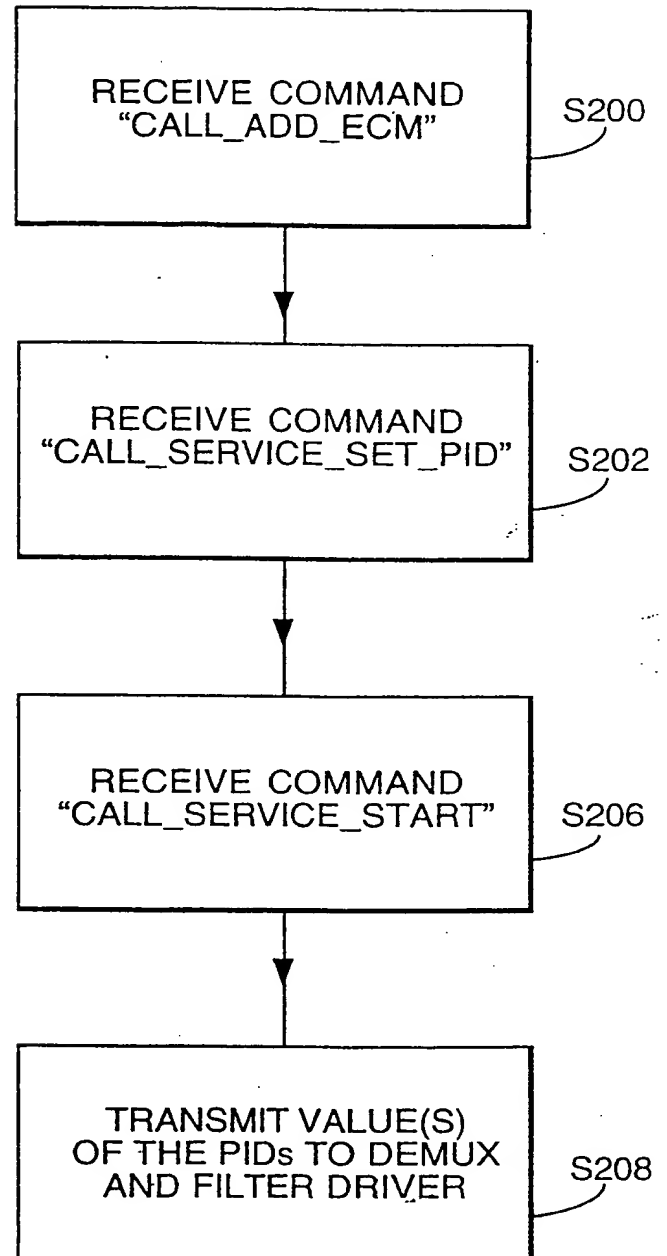 RECEIVE COMMAND
“CALL_ADD_ECM”
S200
RECEIVE COMMAND
“CALL_SERVICE_SET_PID”
S202
RECEIVE COMMAND
“CALL_SERVICE_START”
S206
TRANSMIT VALUE(S)
OF THE PIDs TO DEMUX
AND FILTER DRIVER
S208